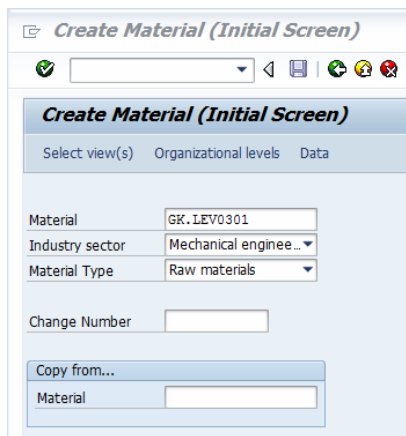 Create Material (Initial Screen)
Create Material (Initial Screen)
Select view(s) Organizational levels Data
Material GK.LEV0301
Industry sector Mechanical enginee...
Material Type Raw materials
Change Number
Copy from...
Material